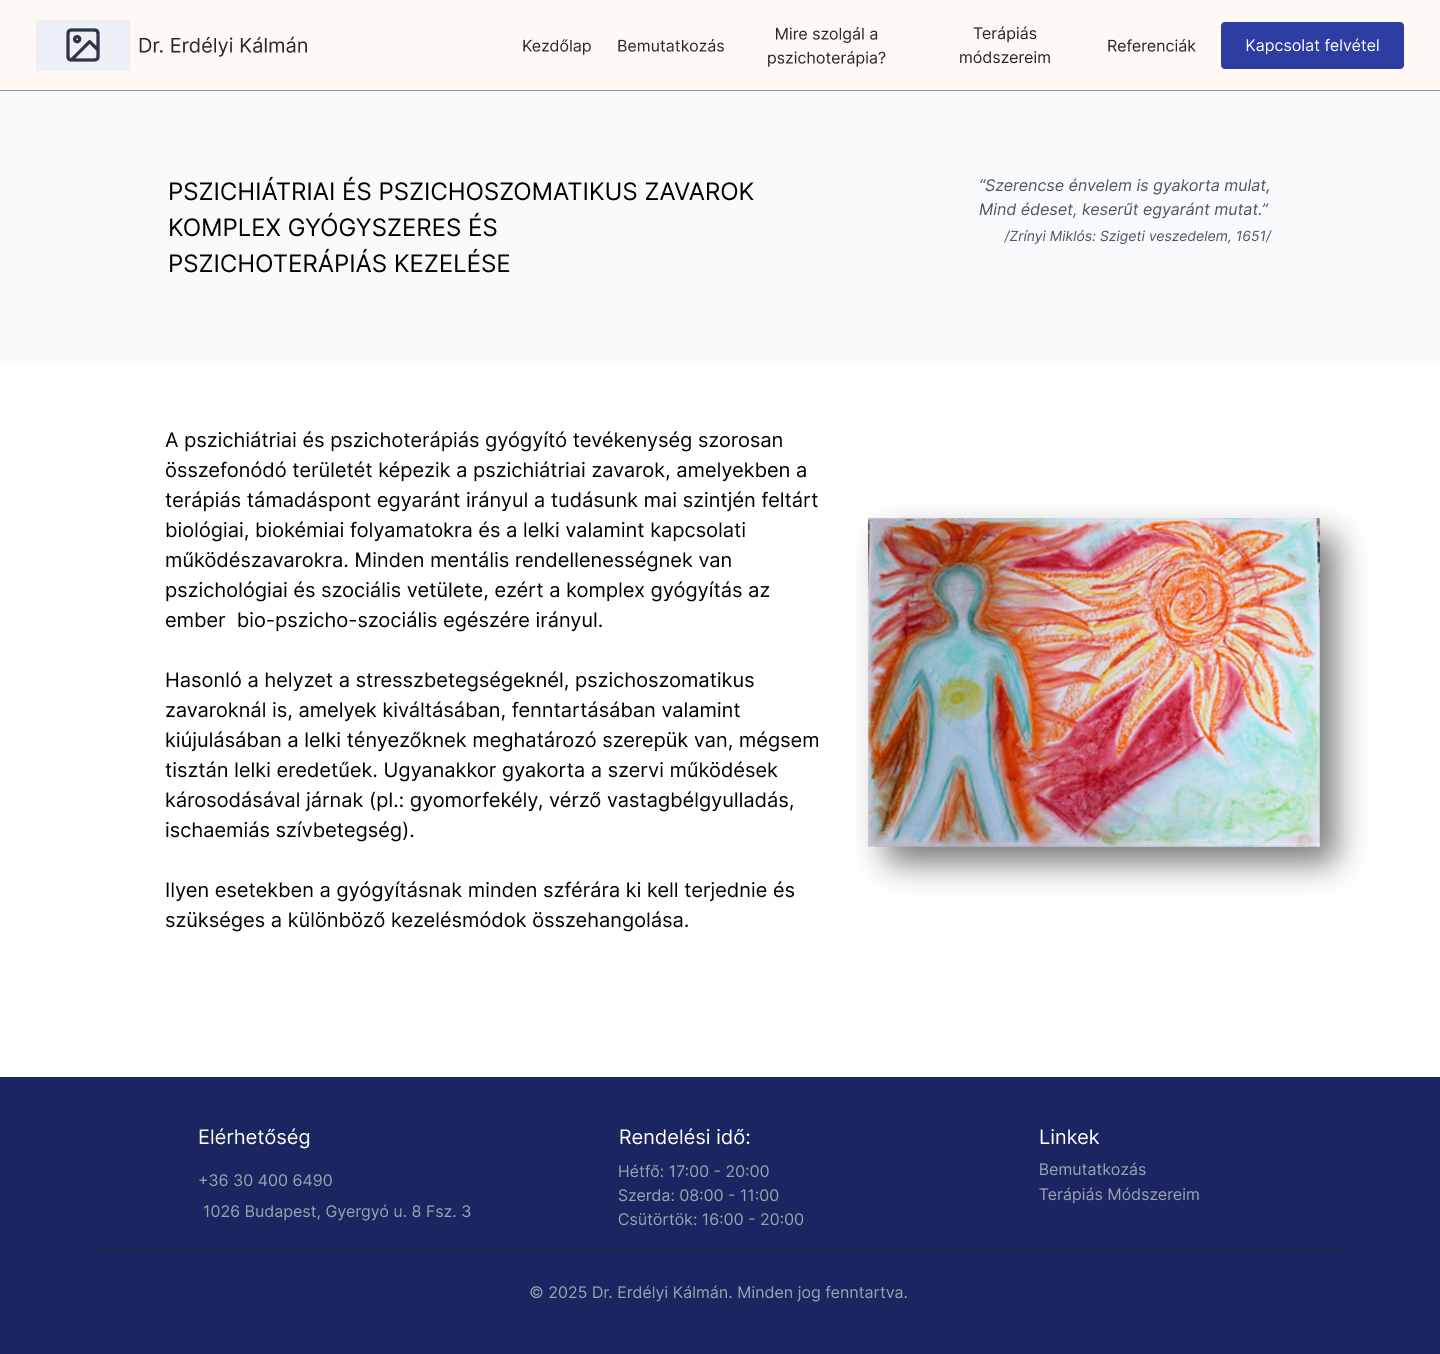 Dr. Erdélyi Kálmán
Kezdőlap
Bemutatkozás
Mire szolgál a
pszichoterápia?
Terápiás
módszereim
Referenciák
Kapcsolat felvétel
PSZICHIÁTRIAI ÉS PSZICHOSZOMATIKUS ZAVAROK
KOMPLEX GYÓGYSZERES ÉS
PSZICHOTERÁPIÁS KEZELÉSE
“Szerencse énvelem is gyakorta mulat,
Mind édeset, keserűt egyaránt mutat.”
/Zrínyi Miklós: Szigeti veszedelem, 1651/
A pszichiátriai és pszichoterápiás gyógyító tevékenység szorosan
összefonódó területét képezik a pszichiátriai zavarok, amelyekben a
terápiás támadáspont egyaránt irányul a tudásunk mai szintjén feltárt
biológiai, biokémiai folyamatokra és a lelki valamint kapcsolati
működészavarokra. Minden mentális rendellenességnek van
pszichológiai és szociális vetülete, ezért a komplex gyógyítás az
ember  bio-pszicho-szociális egészére irányul.
Hasonló a helyzet a stresszbetegségeknél, pszichoszomatikus
zavaroknál is, amelyek kiváltásában, fenntartásában valamint
kiújulásában a lelki tényezőknek meghatározó szerepük van, mégsem
tisztán lelki eredetűek. Ugyanakkor gyakorta a szervi működések
károsodásával járnak (pl.: gyomorfekély, vérző vastagbélgyulladás,
ischaemiás szívbetegség).
Ilyen esetekben a gyógyításnak minden szférára ki kell terjednie és
szükséges a különböző kezelésmódok összehangolása.
Elérhetőség
+36 30 400 6490
1026 Budapest, Gyergyó u. 8 Fsz. 3
Rendelési idő:
Hétfő: 17:00 - 20:00
Szerda: 08:00 - 11:00
Csütörtök: 16:00 - 20:00
Linkek
Bemutatkozás
Terápiás Módszereim
© 2025 Dr. Erdélyi Kálmán. Minden jog fenntartva.